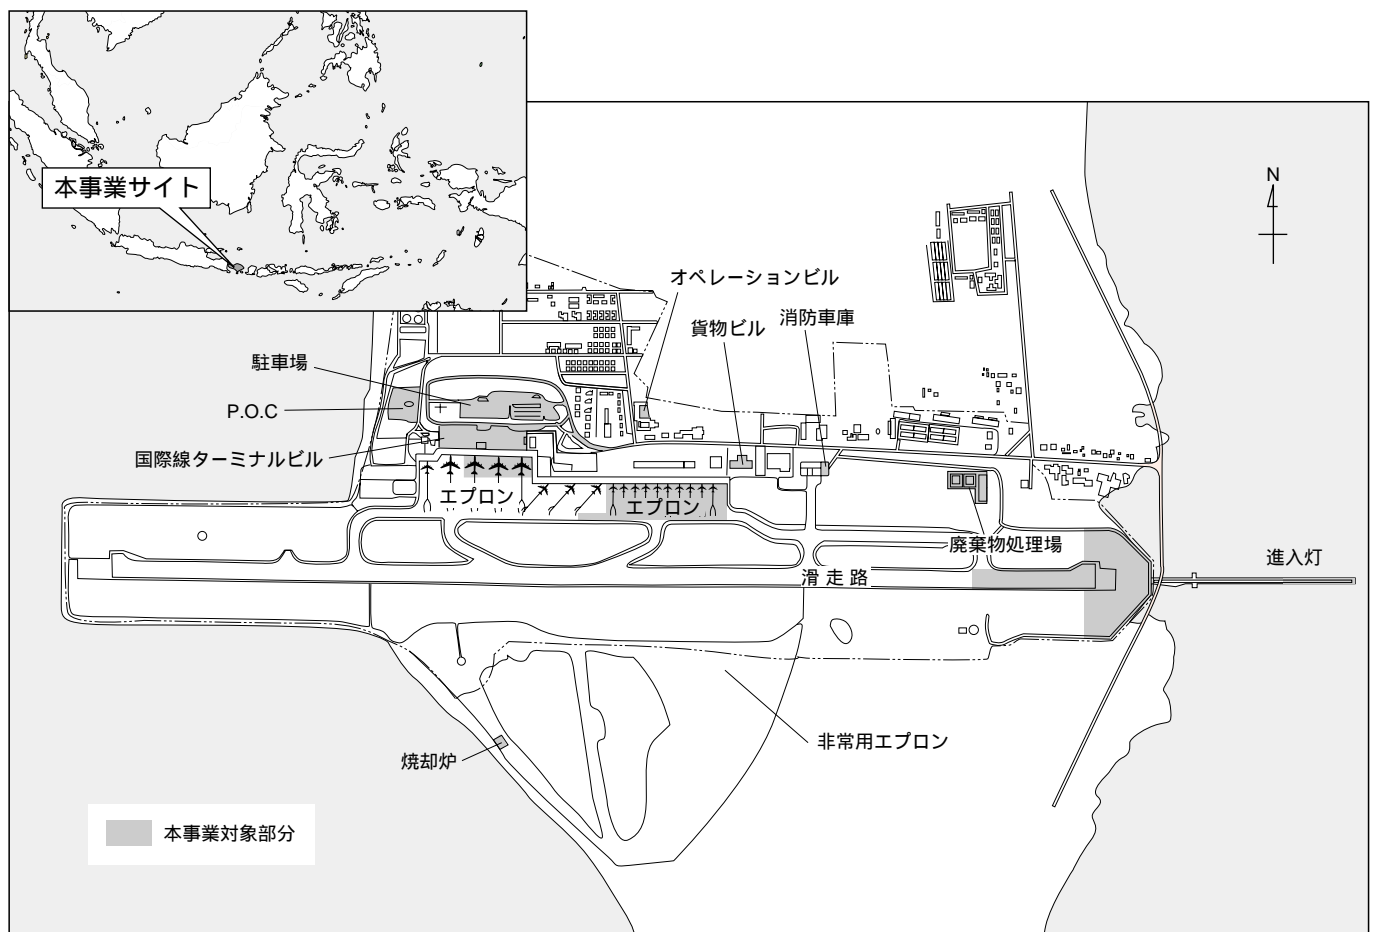 本事業サイト
N
オペレーションビル
貨物ビル
消防車庫
駐車場
P.O.C
国際線ターミナルビル
エプロン
エプロン
廃棄物処理場
進入灯
滑走路
非常用エプロン
焼却炉
本事業対象部分